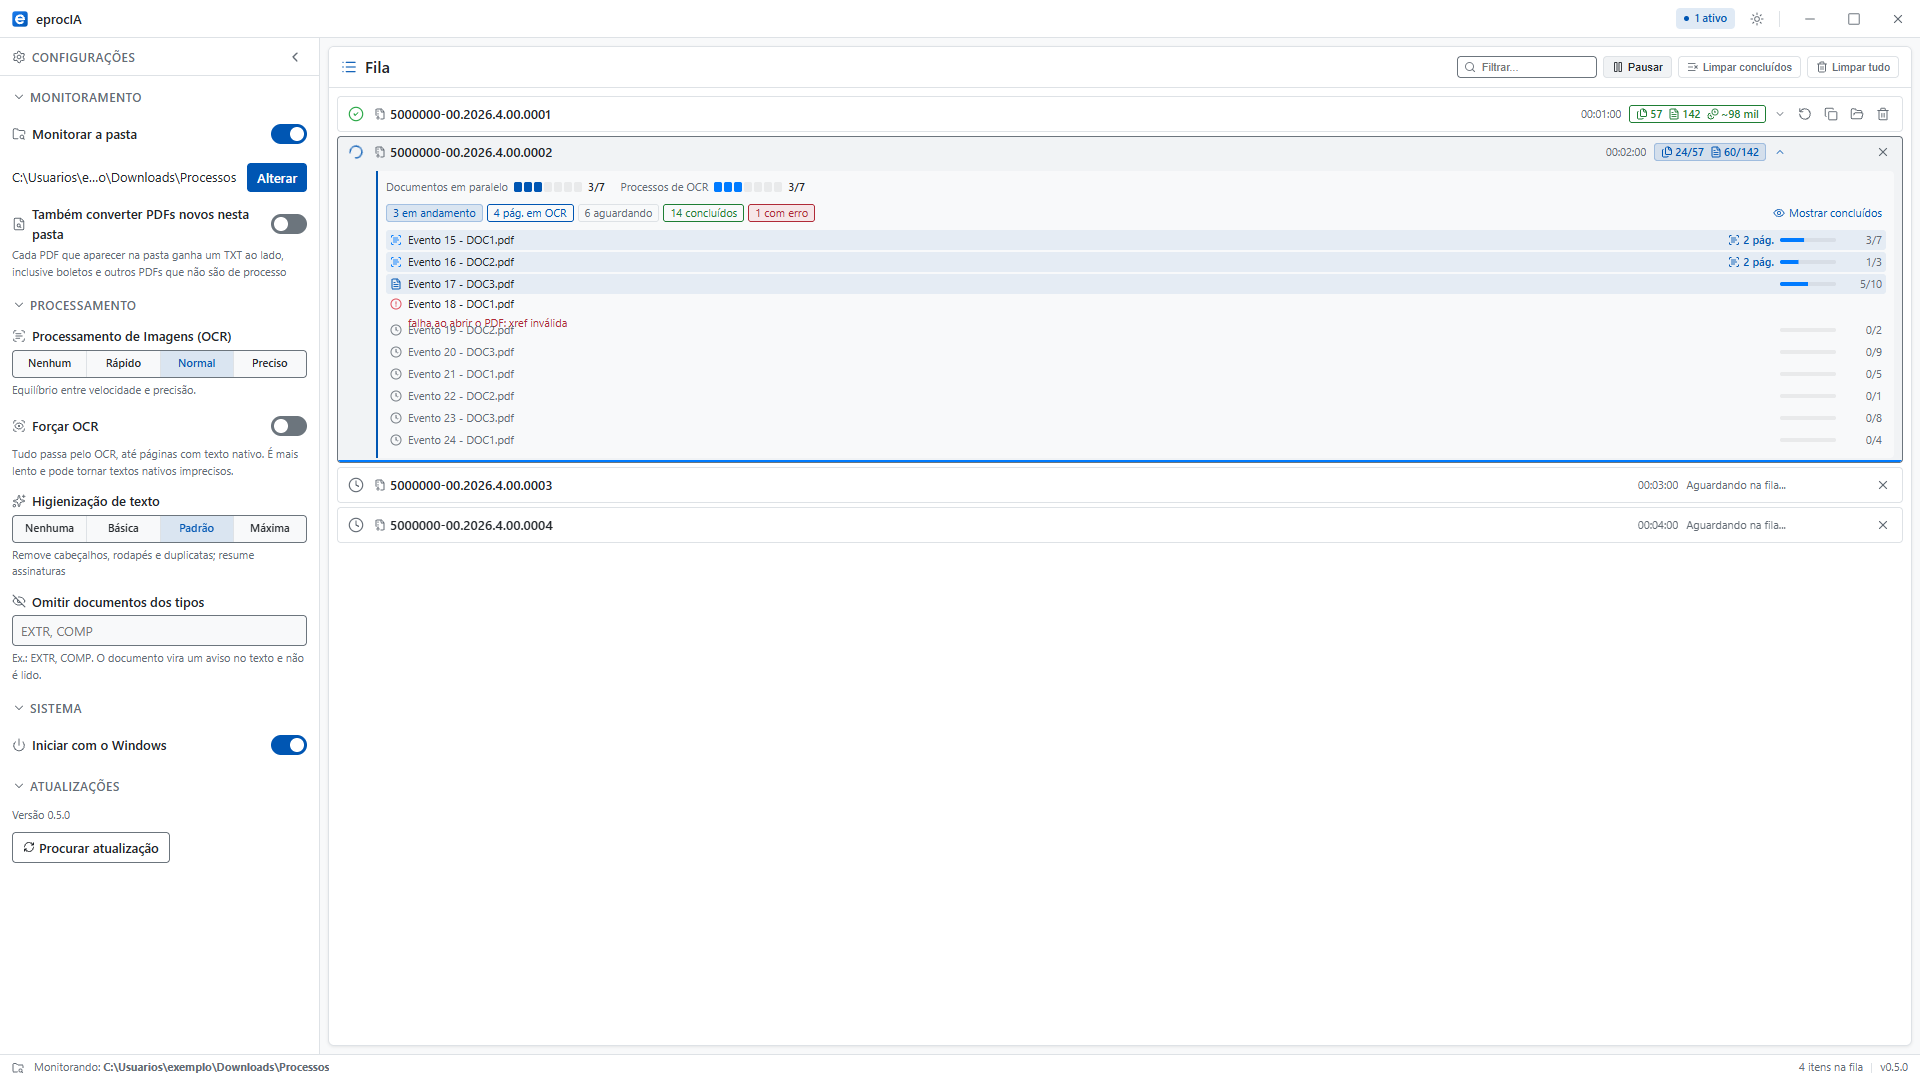 eprocIA
1 ativo
CONFIGURAÇÕES
MONITORAMENTO
Monitorar a pasta
C:\Usuarios\e...o\Downloads\Processos
Alterar
Também converter PDFs novos nesta
pasta
Cada PDF que aparecer na pasta ganha um TXT ao lado,
inclusive boletos e outros PDFs que não são de processo
PROCESSAMENTO
Processamento de Imagens (OCR)
Nenhum Rápido Normal Preciso
Equilíbrio entre velocidade e precisão.
Forçar OCR
Tudo passa pelo OCR, até páginas com texto nativo. É mais
lento e pode tornar textos nativos imprecisos.
Higienização de texto
Nenhuma Básica Padrão Máxima
Remove cabeçalhos, rodapés e duplicatas; resume
assinaturas
Omitir documentos dos tipos
EXTR, COMP
Ex.: EXTR, COMP. O documento vira um aviso no texto e não
é lido.
SISTEMA
Iniciar com o Windows
ATUALIZAÇÕES
Versão 0.5.0
Procurar atualização
Fila
Filtrar... Pausar Limpar concluídos Limpar tudo
5000000-00.2026.4.00.0001 00:01:00 57 142 ~98 mil
5000000-00.2026.4.00.0002 00:02:00 24/57 60/142
Documentos em paralelo 3/7 Processos de OCR 3/7
3 em andamento 4 pág. em OCR 6 aguardando 14 concluídos 1 com erro Mostrar concluídos
Evento 15 - DOC1.pdf 2 pág. 3/7
Evento 16 - DOC2.pdf 2 pág. 1/3
Evento 17 - DOC3.pdf 5/10
Evento 18 - DOC1.pdf
falha ao abrir o PDF: xref inválida
Evento 19 - DOC2.pdf 0/2
Evento 20 - DOC3.pdf 0/9
Evento 21 - DOC1.pdf 0/5
Evento 22 - DOC2.pdf 0/1
Evento 23 - DOC3.pdf 0/8
Evento 24 - DOC1.pdf 0/4
5000000-00.2026.4.00.0003 00:03:00 Aguardando na fila...
5000000-00.2026.4.00.0004 00:04:00 Aguardando na fila...
Monitorando: C:\Usuarios\exemplo\Downloads\Processos
4 itens na fila v0.5.0